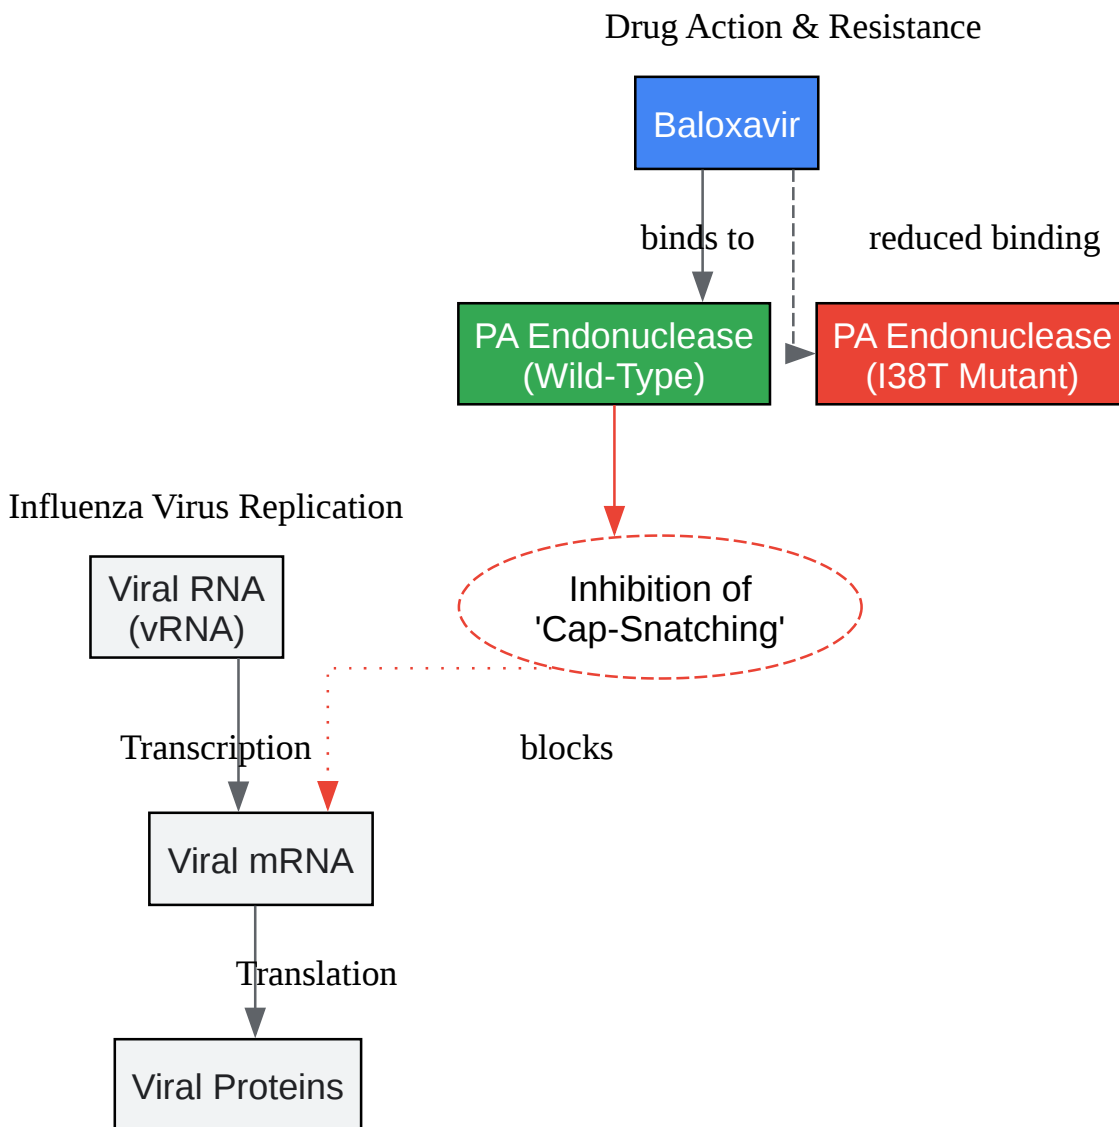 Drug Action & Resistance
Baloxavir
binds to
reduced binding
PA Endonuclease
(Wild-Type)
PA Endonuclease
(I38T Mutant)
Influenza Virus Replication
Viral RNA
(vRNA)
Inhibition of
'Cap-Snatching'
Transcription
blocks
Viral mRNA
Translation
Viral Proteins